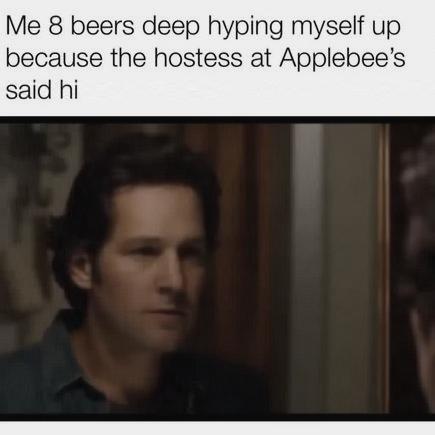 Me 8 beers deep hyping myself up
because the hostess at Applebee’s
said hi